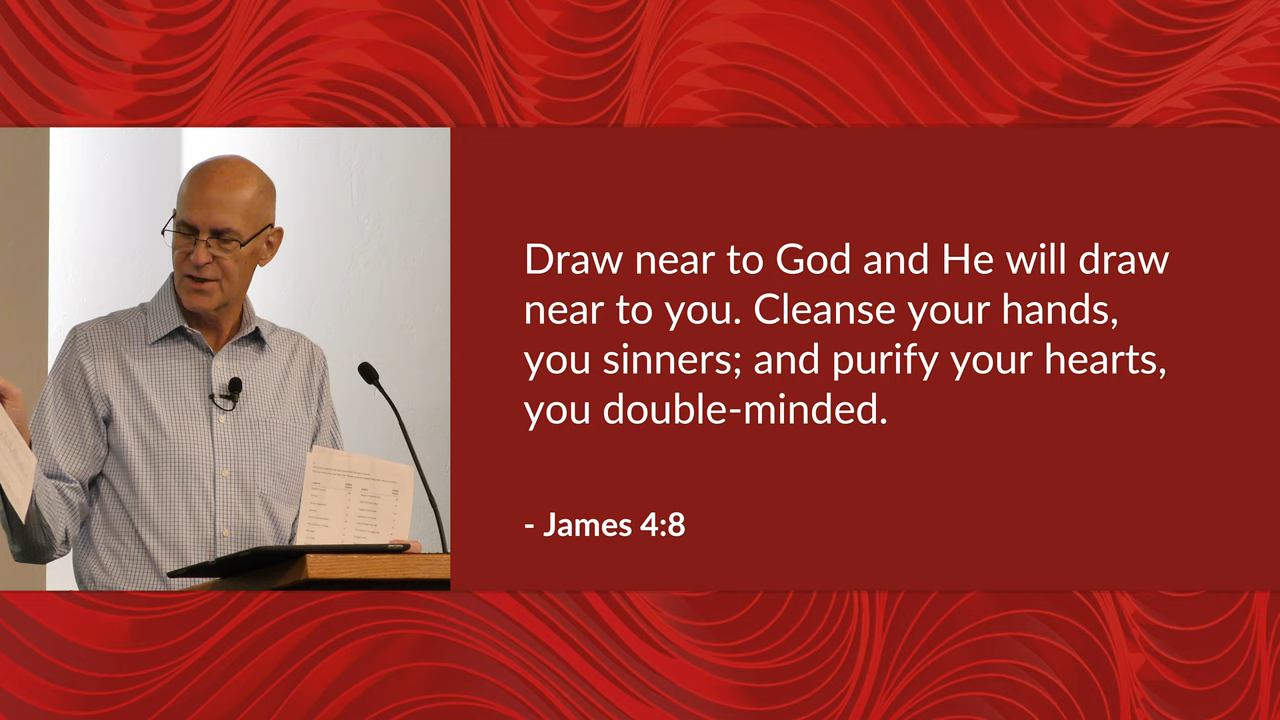 Draw near to God and He will draw
near to you. Cleanse your hands,
you sinners; and purify your hearts,
you double-minded.
- James 4:8